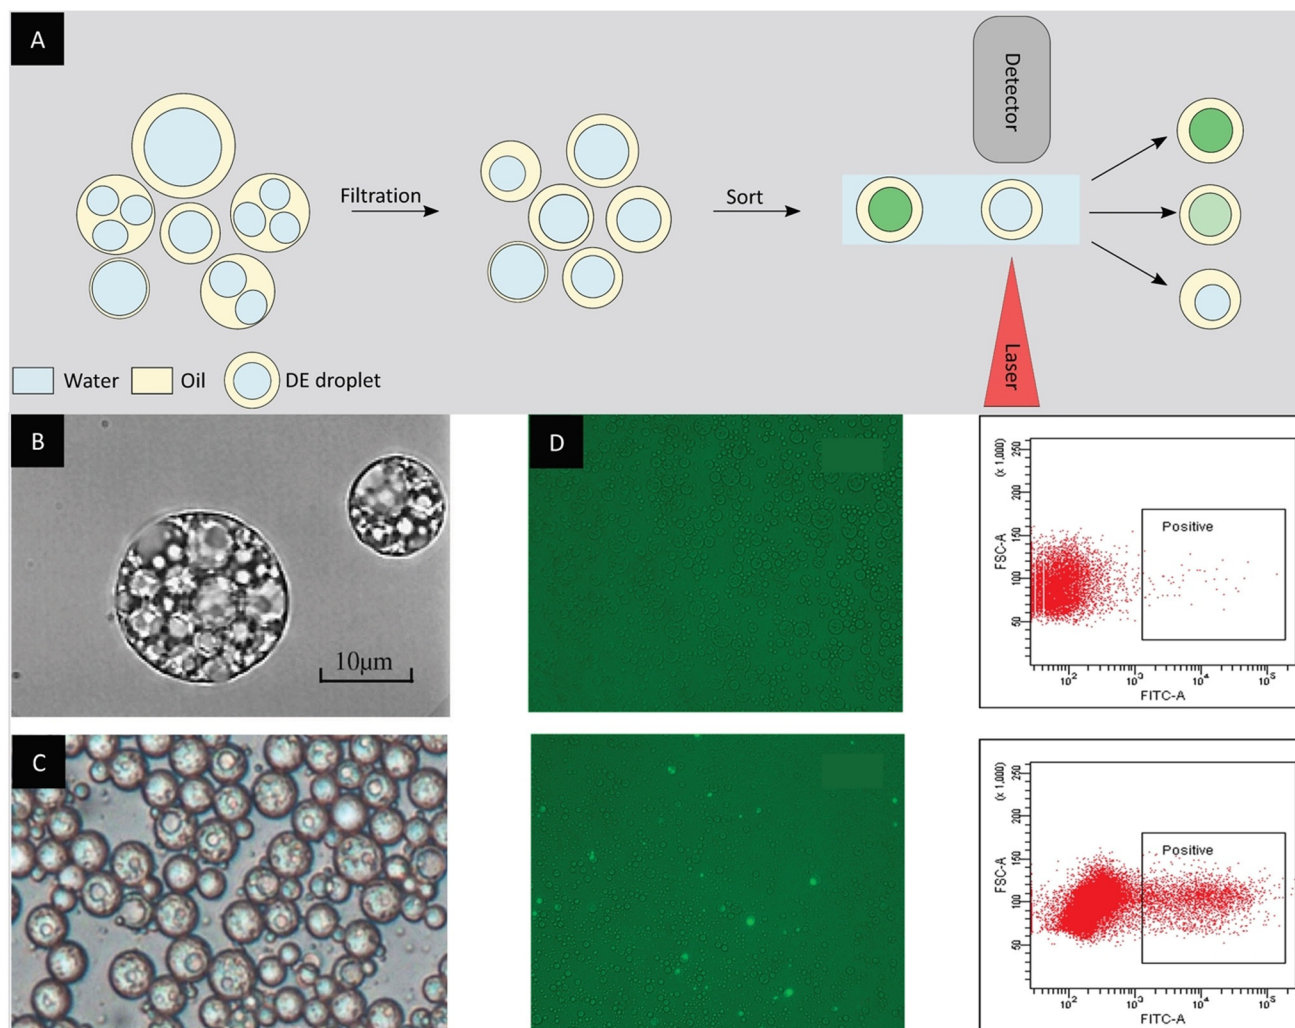 A
Detector
Filtration
Sort
Laser
Water
Oil
DE droplet
B
10μm
D
(x 1,000)
250
200
150
100
50
FSC-A
Positive
10²
10³
10⁴
10⁵
FITC-A
C
(x 1,000)
250
200
150
100
50
FSC-A
Positive
10²
10³
10⁴
10⁵
FITC-A